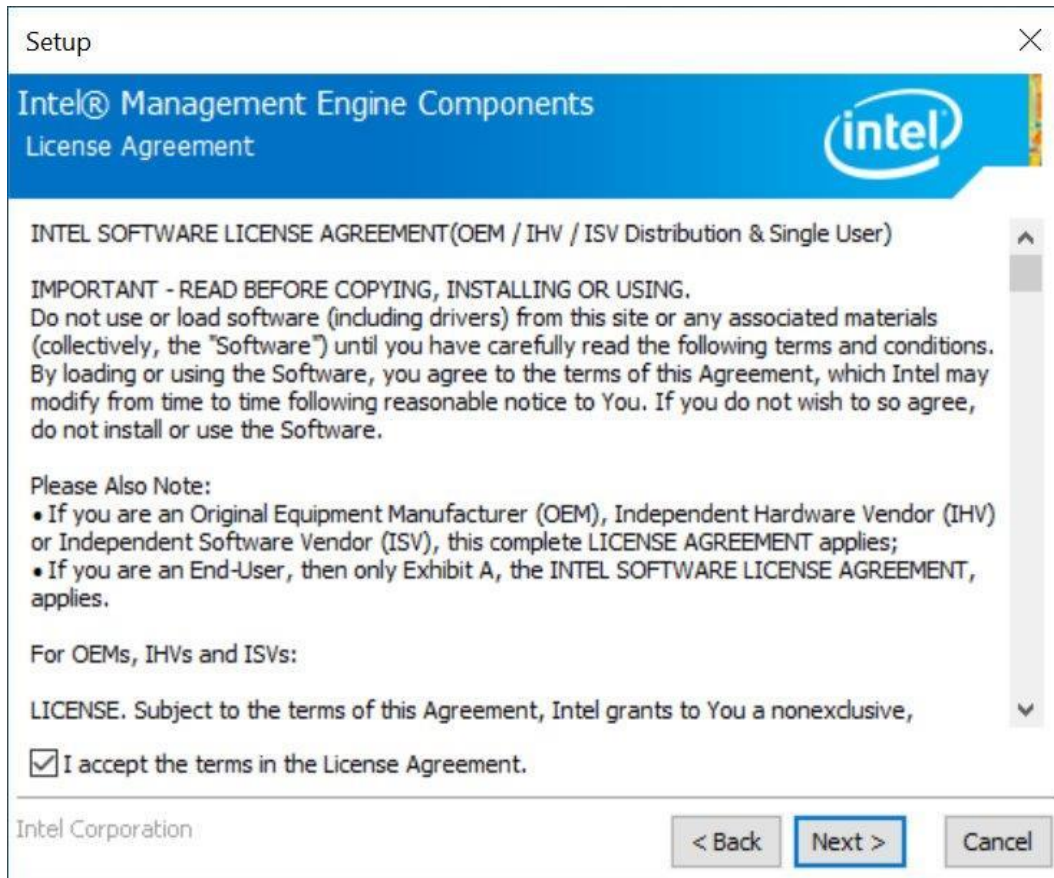 Setup
Intel® Management Engine Components
License Agreement
intel
INTEL SOFTWARE LICENSE AGREEMENT(OEM / IHV / ISV Distribution & Single User)
IMPORTANT - READ BEFORE COPYING, INSTALLING OR USING.
Do not use or load software (including drivers) from this site or any associated materials
(collectively, the "Software") until you have carefully read the following terms and conditions.
By loading or using the Software, you agree to the terms of this Agreement, which Intel may
modify from time to time following reasonable notice to You. If you do not wish to so agree,
do not install or use the Software.
Please Also Note:
• If you are an Original Equipment Manufacturer (OEM), Independent Hardware Vendor (IHV)
or Independent Software Vendor (ISV), this complete LICENSE AGREEMENT applies;
• If you are an End-User, then only Exhibit A, the INTEL SOFTWARE LICENSE AGREEMENT,
applies.
For OEMs, IHVs and ISVs:
LICENSE. Subject to the terms of this Agreement, Intel grants to You a nonexclusive,
I accept the terms in the License Agreement.
Intel Corporation
< Back
Next >
Cancel